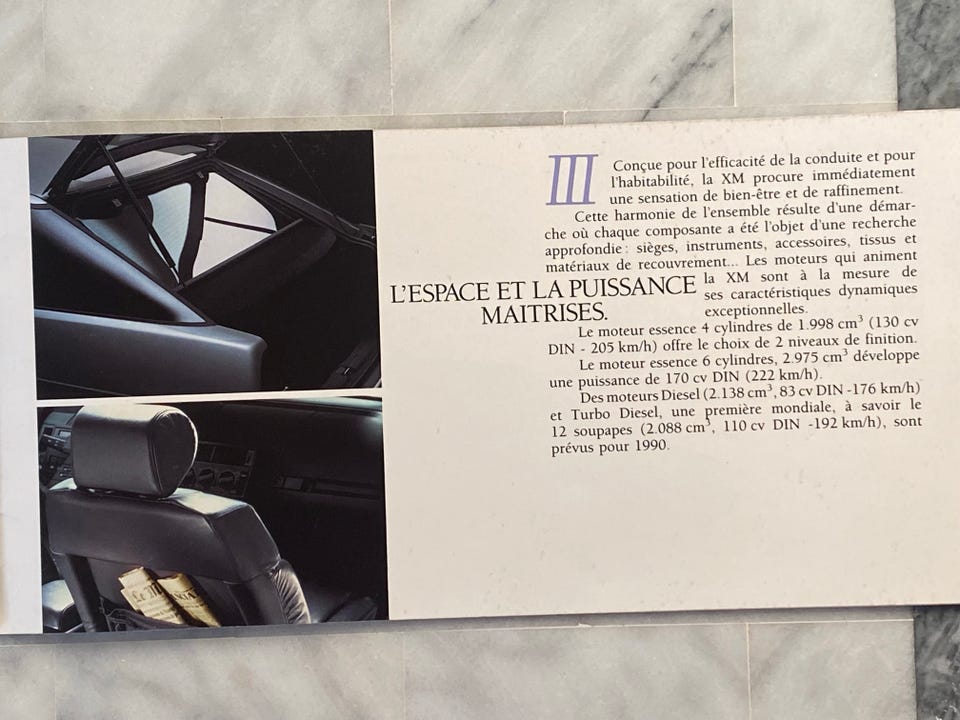 III
Conçue pour l'efficacité de la conduite et pour
l'habitabilité, la XM procure immédiatement
une sensation de bien-être et de raffinement.
Cette harmonie de l'ensemble résulte d'une démar-
che où chaque composante a été l'objet d'une recherche
approfondie : sièges, instruments, accessoires, tissus et
matériaux de recouvrement... Les moteurs qui animent
la XM sont à la mesure de
ses caractéristiques dynamiques
exceptionnelles.
L'ESPACE ET LA PUISSANCE
MAITRISES.
Le moteur essence 4 cylindres de 1.998 cm³ (130 cv
DIN - 205 km/h) offre le choix de 2 niveaux de finition.
Le moteur essence 6 cylindres, 2.975 cm³ développe
une puissance de 170 cv DIN (222 km/h).
Des moteurs Diesel (2.138 cm³, 83 cv DIN -176 km/h)
et Turbo Diesel, une première mondiale, à savoir le
12 soupapes (2.088 cm³, 110 cv DIN -192 km/h), sont
prévus pour 1990.
Le M